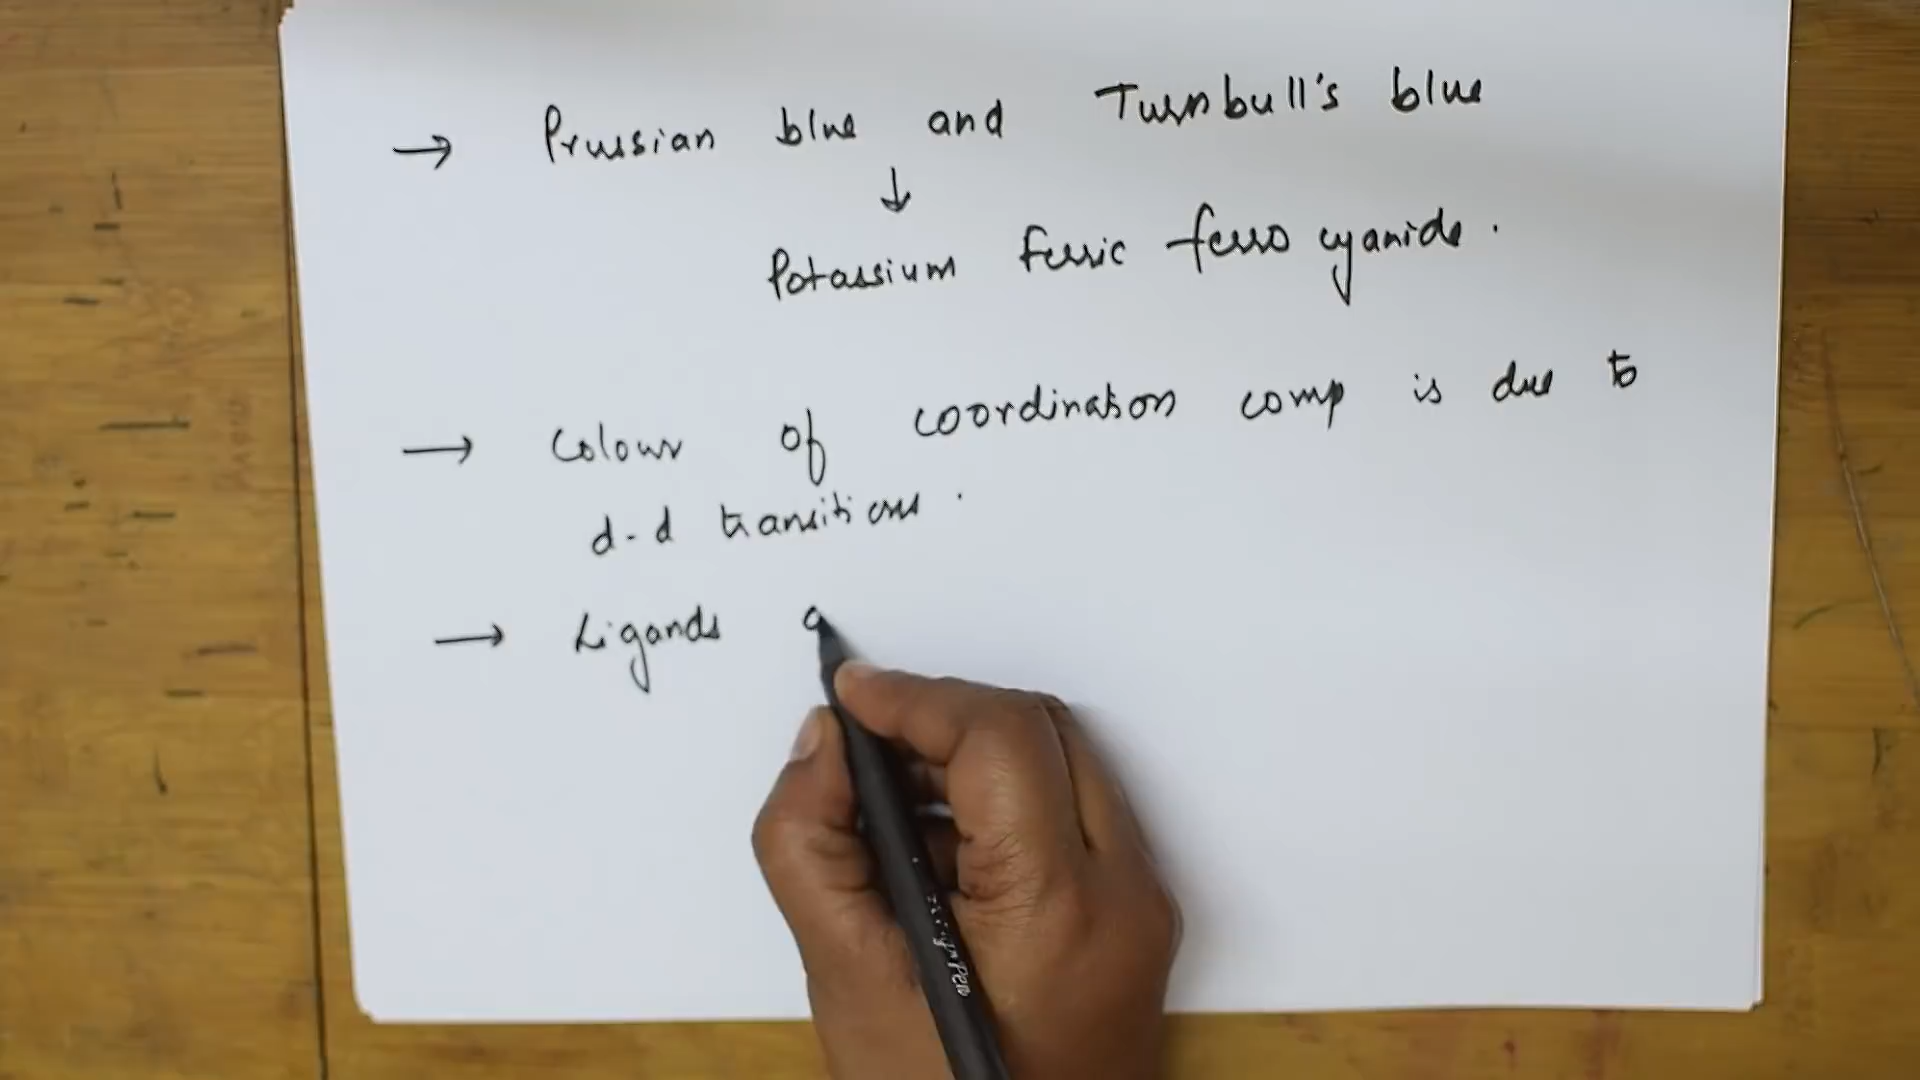 → Prussian blue and Turnbull's blue
↓
Potassium ferric ferro cyanide.
→ Colour of coordination comp is due to
d-d transitions.
→ Ligands a